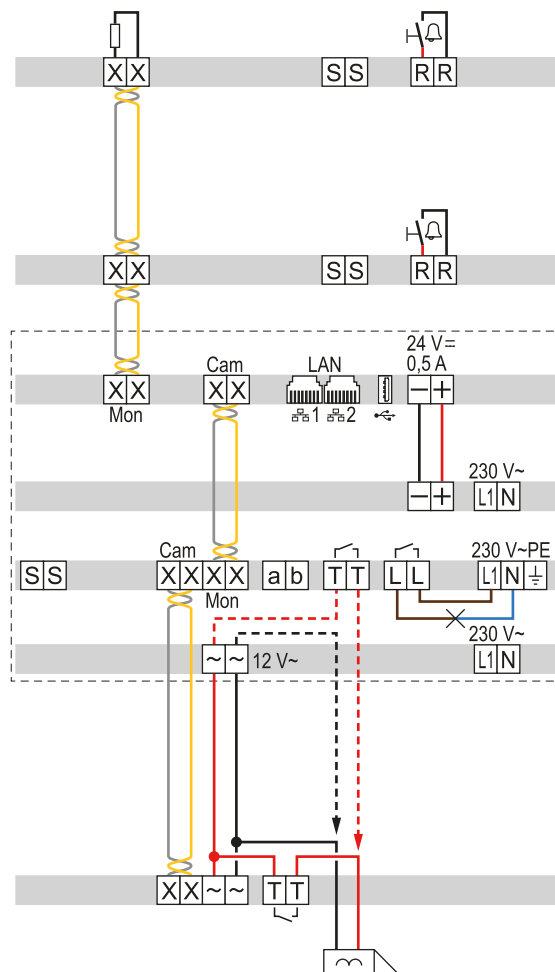 X X S S R R
X X S S R R
Cam LAN 24 V=
0,5 A
X X X X − +
Mon 1 2
230 V~
− + L1 N
Cam 230 V~PE
S S X X X X a b T T L L L1 N
Mon
230 V~
~ ~ 12 V~ L1 N
X X ~ ~ T T